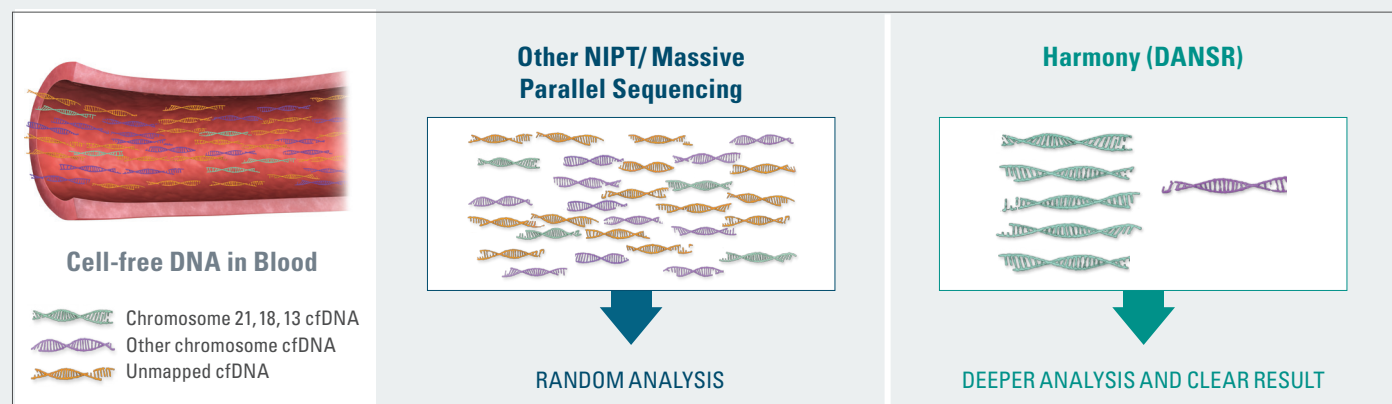 Cell-free DNA in Blood
Chromosome 21, 18, 13 cfDNA
Other chromosome cfDNA
Unmapped cfDNA
Other NIPT/ Massive
Parallel Sequencing
RANDOM ANALYSIS
Harmony (DANSR)
DEEPER ANALYSIS AND CLEAR RESULT